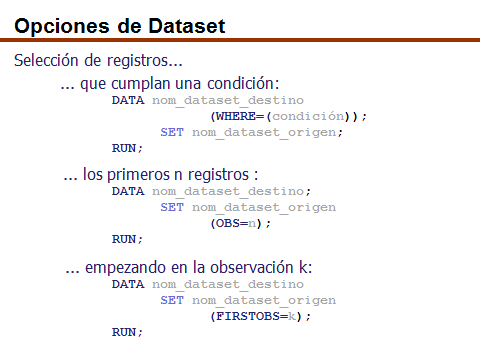 Opciones de Dataset
Selección de registros...
... que cumplan una condición:
DATA nom_dataset_destino
(WHERE=(condición));
SET nom_dataset_origen;
RUN;
... los primeros n registros :
DATA nom_dataset_destino;
SET nom_dataset_origen
(OBS=n);
RUN;
... empezando en la observación k:
DATA nom_dataset_destino
SET nom_dataset_origen
(FIRSTOBS=k);
RUN;